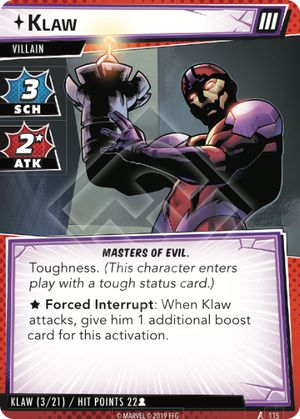 KLAW
III
VILLAIN
3
SCH
2★
ATK
MASTERS OF EVIL.
Toughness. (This character enters
play with a tough status card.)
★ Forced Interrupt: When Klaw
attacks, give him 1 additional boost
card for this activation.
KLAW (3/21) / HIT POINTS 22
© MARVEL © 2019 FFG
115